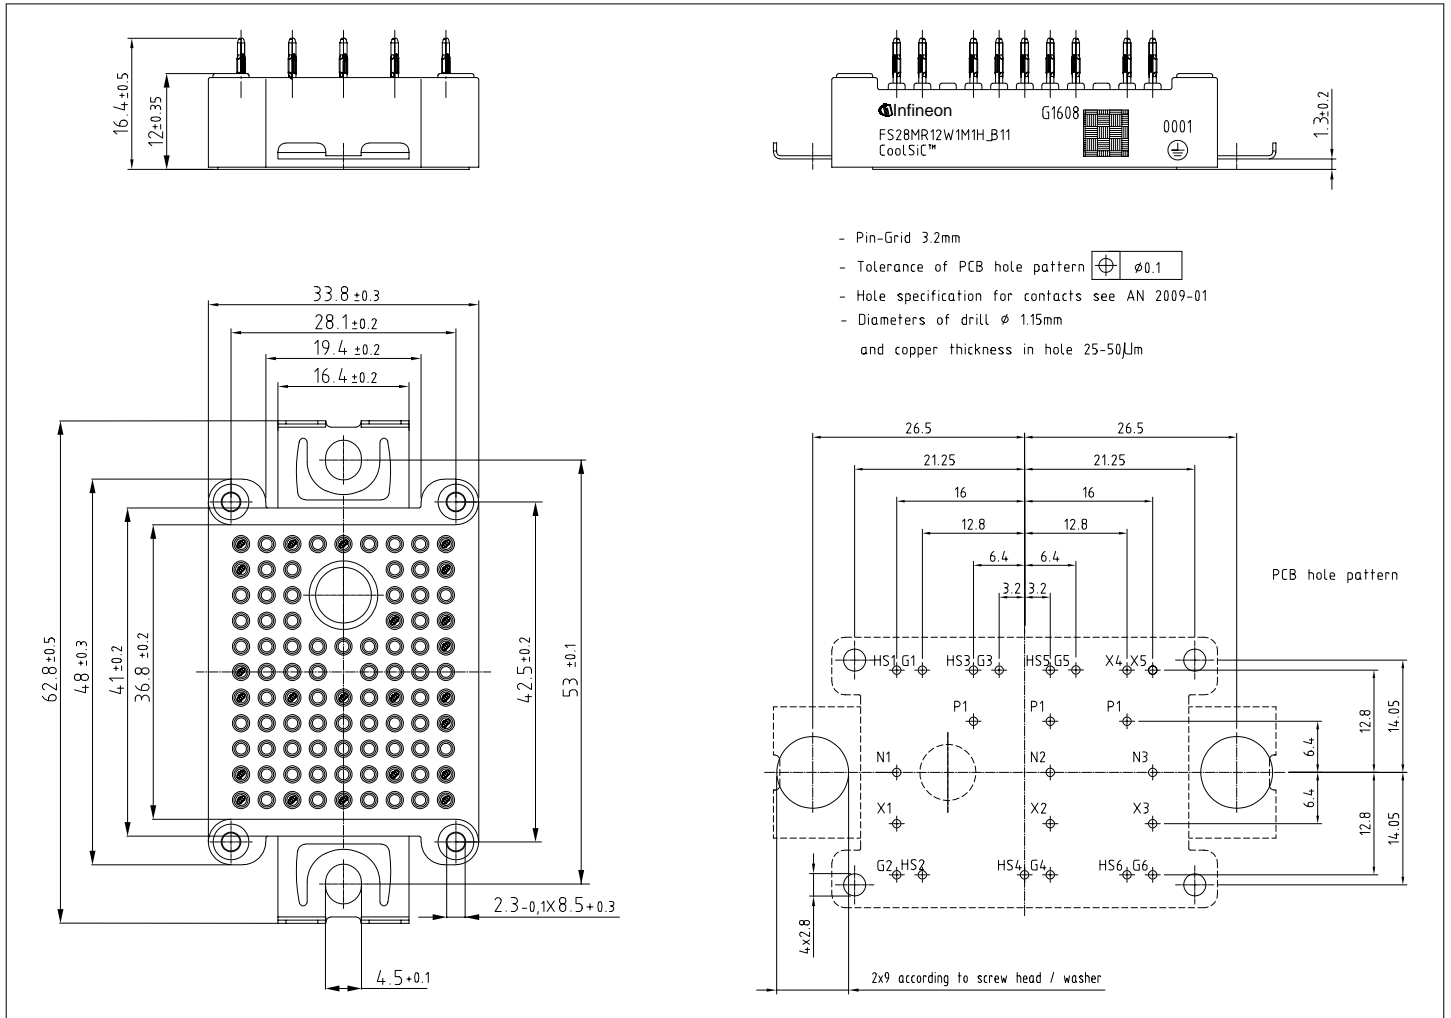 16.4±0.5
12±0.35
Infineon
G1608
FS28MR12W1M1H_B11
CoolSiC™
0001
1.3±0.2
- Pin-Grid 3.2mm
- Tolerance of PCB hole pattern ⌖ ⌀0.1
- Hole specification for contacts see AN 2009-01
- Diameters of drill ⌀ 1.15mm
and copper thickness in hole 25-50μm
33.8 ±0.3
28.1±0.2
19.4 ±0.2
16.4±0.2
62.8±0.5
48±0.3
41±0.2
36.8±0.2
42.5±0.2
53 ±0.1
2.3-0,1X8.5+0.3
4.5+0.1
26.5 26.5
21.25 21.25
16 16
12.8 12.8
6.4 6.4
3.2 3.2
PCB hole pattern
HS1 G1 HS3 G3 HS5 G5 X4 X5
P1 P1 P1
N1 N2 N3
X1 X2 X3
G2 HS2 HS4 G4 HS6 G6
6.4
12.8
14.05
6.4
12.8
14.05
4x2.8
2x9 according to screw head / washer